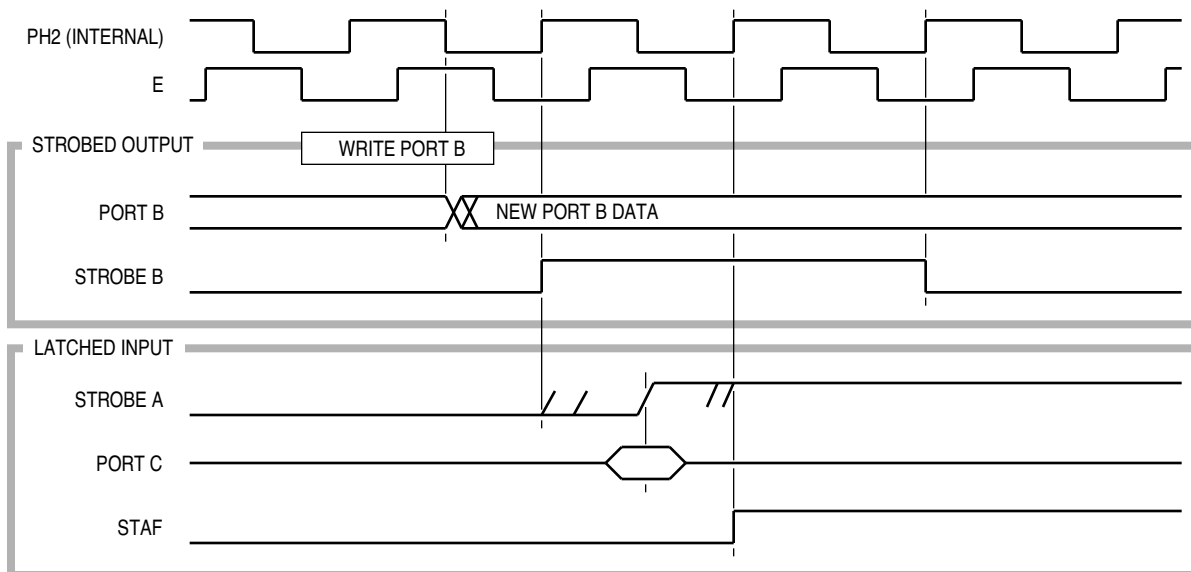 PH2 (INTERNAL)
E
STROBED OUTPUT
WRITE PORT B
PORT B
NEW PORT B DATA
STROBE B
LATCHED INPUT
STROBE A
PORT C
STAF